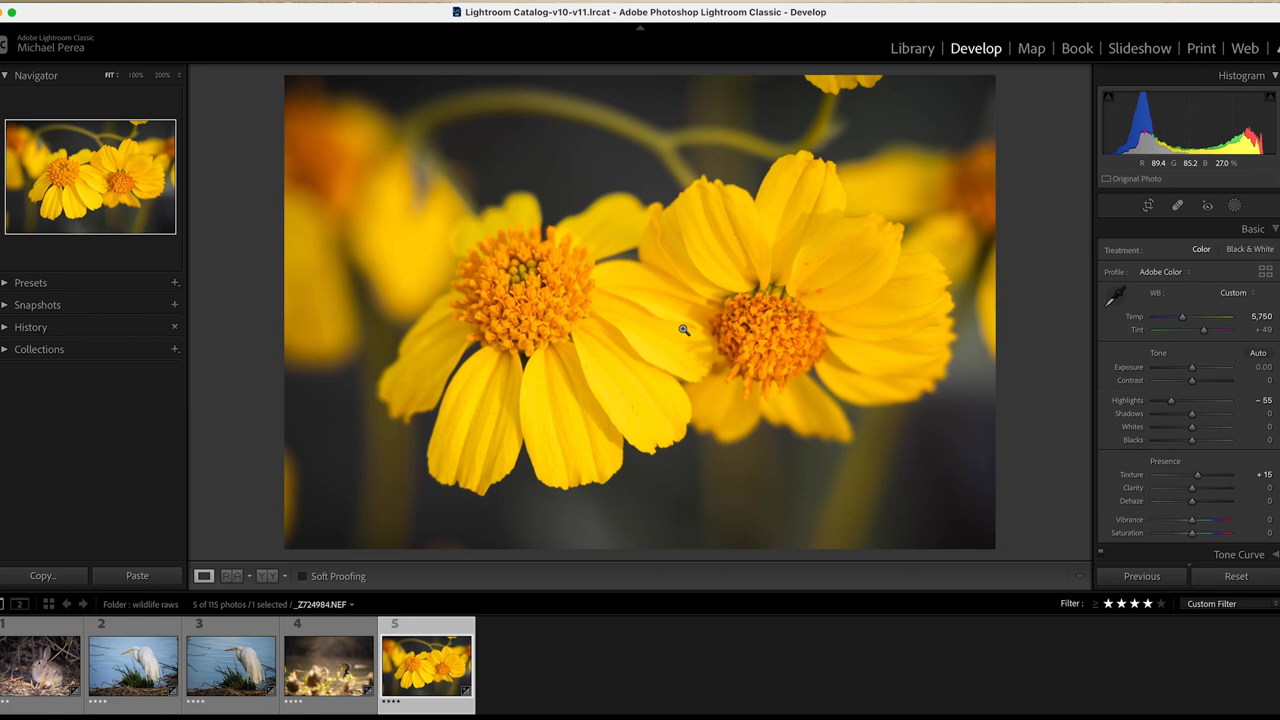 Lightroom Catalog-v10-v11.lrcat - Adobe Photoshop Lightroom Classic - Develop
Adobe Lightroom Classic
Michael Perea
Library | Develop | Map | Book | Slideshow | Print | Web |
Navigator FIT 100% 200%
Histogram
R 89.4 G 85.2 B 27.0 %
Original Photo
Basic
Treatment : Color Black & White
Profile : Adobe Color
WB : Custom
Temp 5,750
Tint + 49
Tone Auto
Exposure 0.00
Contrast 0
Highlights - 55
Shadows 0
Whites 0
Blacks 0
Presence
Texture + 15
Clarity 0
Dehaze 0
Vibrance 0
Saturation 0
Tone Curve
Presets
Snapshots
History
Collections
Copy... Paste
Soft Proofing
Previous Reset
2 Folder : wildlife raws 5 of 115 photos / 1 selected / _Z724984.NEF
Filter : Custom Filter
1 2 3 4 5